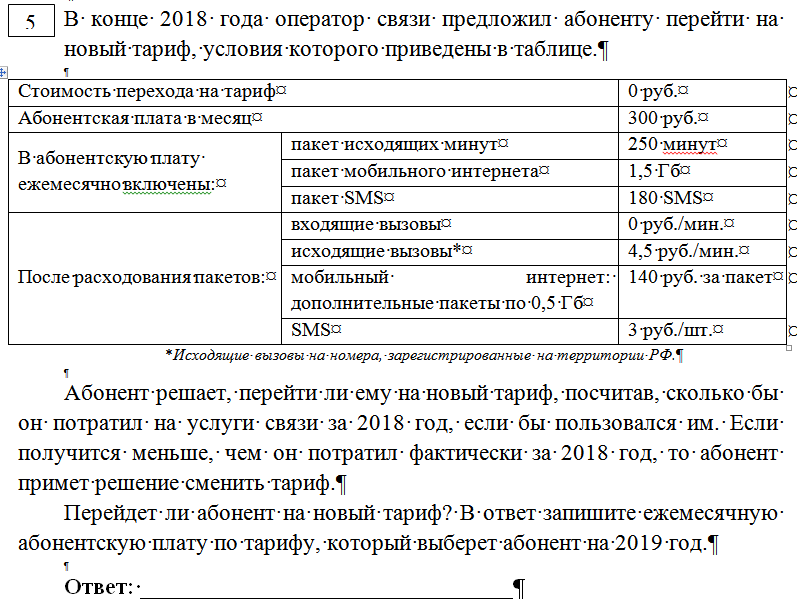 5
В конце 2018 года оператор связи предложил абоненту перейти на
новый тариф, условия которого приведены в таблице.¶
¶
Стоимость перехода на тариф¤ 0 руб.¤
Абонентская плата в месяц¤ 300 руб.¤
В абонентскую плату
ежемесячно включены:¤
пакет исходящих минут¤ 250 минут¤
пакет мобильного интернета¤ 1,5 Гб¤
пакет SMS¤ 180 SMS¤
После расходования пакетов:¤
входящие вызовы¤ 0 руб./мин.¤
исходящие вызовы*¤ 4,5 руб./мин.¤
мобильный интернет:
дополнительные пакеты по 0,5 Гб¤
140 руб. за пакет¤
SMS¤ 3 руб./шт.¤
*Исходящие вызовы на номера, зарегистрированные на территории РФ.¶
¶
Абонент решает, перейти ли ему на новый тариф, посчитав, сколько бы
он потратил на услуги связи за 2018 год, если бы пользовался им. Если
получится меньше, чем он потратил фактически за 2018 год, то абонент
примет решение сменить тариф.¶
Перейдет ли абонент на новый тариф? В ответ запишите ежемесячную
абонентскую плату по тарифу, который выберет абонент на 2019 год.¶
¶
Ответ: ¶